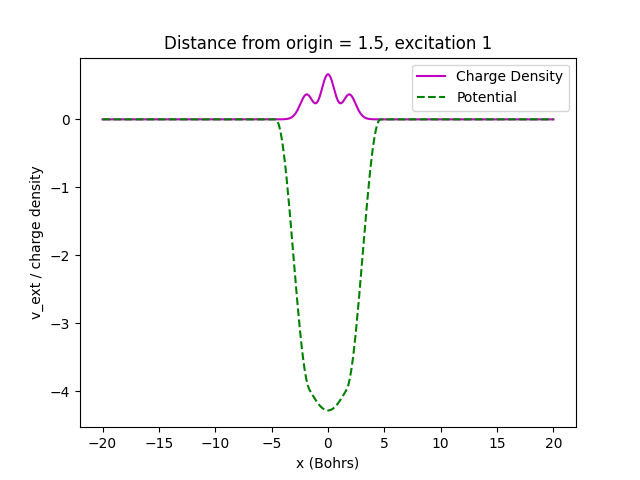 Distance from origin = 1.5, excitation 1
Charge Density
Potential
v_ext / charge density
0
−1
−2
−3
−4
−20 −15 −10 −5 0 5 10 15 20
x (Bohrs)